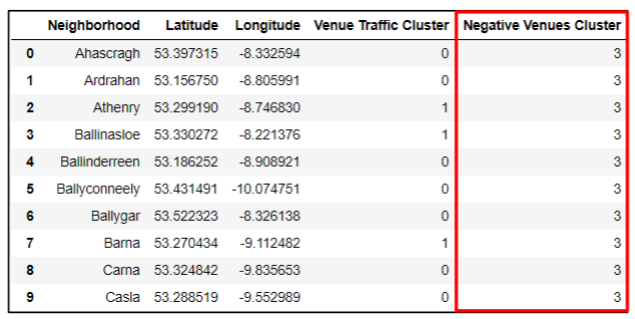 Neighborhood Latitude Longitude Venue Traffic Cluster Negative Venues Cluster
0 Ahascragh 53.397315 -8.332594 0 3
1 Ardrahan 53.156750 -8.805991 0 3
2 Athenry 53.299190 -8.746830 1 3
3 Ballinasloe 53.330272 -8.221376 1 3
4 Ballinderreen 53.186252 -8.908921 0 3
5 Ballyconneely 53.431491 -10.074751 0 3
6 Ballygar 53.522323 -8.326138 0 3
7 Barna 53.270434 -9.112482 1 3
8 Carna 53.324842 -9.835653 0 3
9 Casla 53.288519 -9.552989 0 3